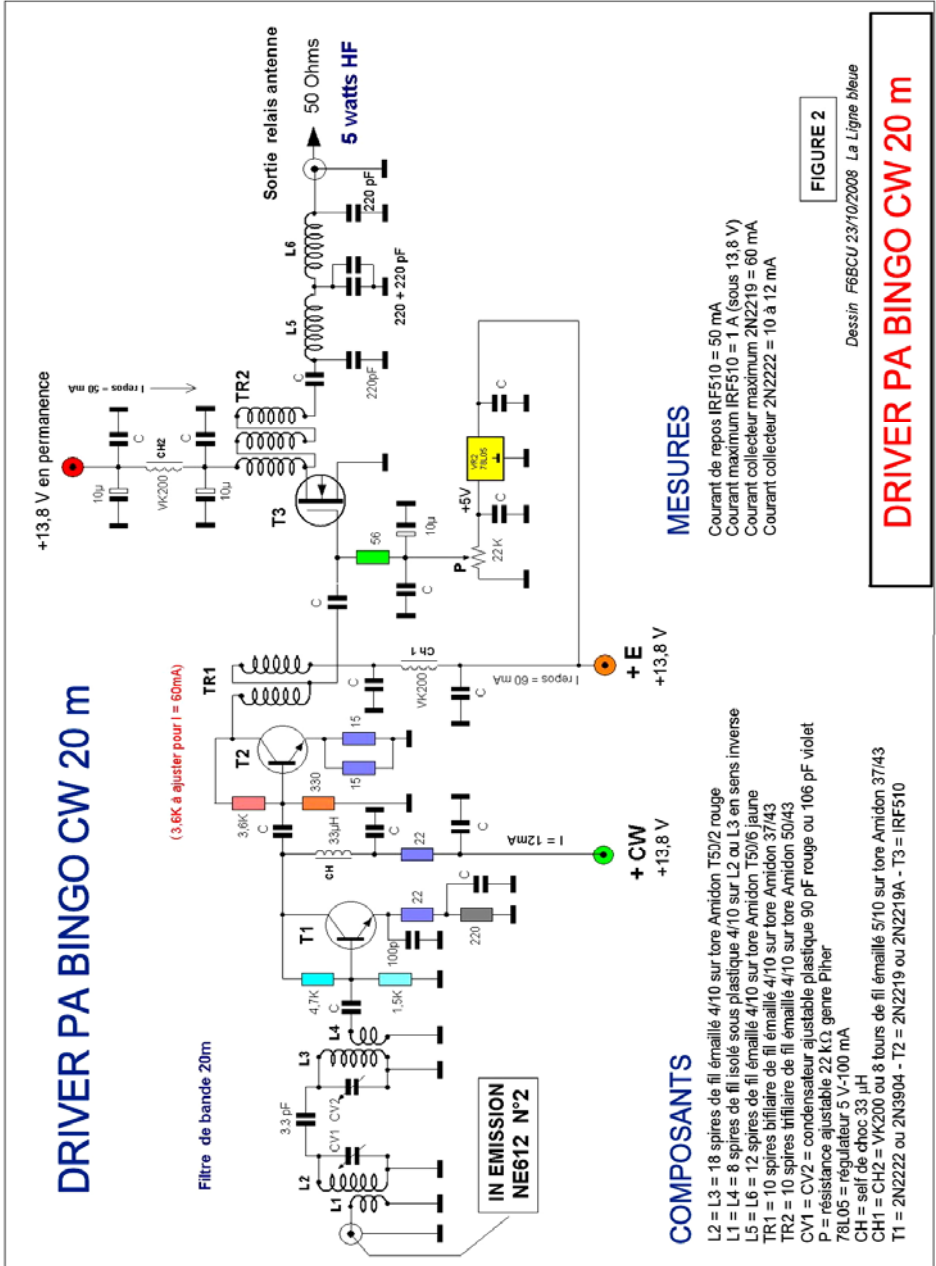 DRIVER PA BINGO CW 20 m
+13,8 V en permanence
I repos = 50 mA
10µ
C
CH2
VK200
10µ
C
TR2
Sortie relais antenne
50 Ohms
5 watts HF
L5
L6
C
220pF
220 + 220 pF
220 pF
T3
(3,6K à ajuster pour I = 60mA)
TR1
C
56
10µ
C
P
22 K
+5V
C
VR2
78L05
C
T2
3,6K
330
15
15
C
Ch 1
VK200
C
I repos = 60 mA
+ E
+13,8 V
Filtre de bande 20m
L1
L2
CV1
3.3 pF
CV2
L3
L4
C
4,7K
1,5K
T1
100p
22
220
C
C
33µH
CH
C
22
C
I = 12mA
+ CW
+13,8 V
IN EMISSION
NE612 N°2
COMPOSANTS
L2 = L3 = 18 spires de fil émaillé 4/10 sur tore Amidon T50/2 rouge
L1 = L4 = 8 spires de fil isolé sous plastique 4/10 sur L2 ou L3 en sens inverse
L5 = L6 = 12 spires de fil émaillé 4/10 sur tore Amidon T50/6 jaune
TR1 = 10 spires bifilaire de fil émaillé 4/10 sur tore Amidon 37/43
TR2 = 10 spires trifilaire de fil émaillé 4/10 sur tore Amidon 50/43
CV1 = CV2 = condensateur ajustable plastique 90 pF rouge ou 106 pF violet
P = résistance ajustable 22 kΩ genre Piher
78L05 = régulateur 5 V-100 mA
CH = self de choc 33 µH
CH1 = CH2 = VK200 ou 8 tours de fil émaillé 5/10 sur tore Amidon 37/43
T1 = 2N2222 ou 2N3904 - T2 = 2N2219 ou 2N2219A - T3 = IRF510
MESURES
Courant de repos IRF510 = 50 mA
Courant maximum IRF510 = 1 A (sous 13,8 V)
Courant collecteur maximum 2N2219 = 60 mA
Courant collecteur 2N2222 = 10 à 12 mA
FIGURE 2
Dessin F6BCU 23/10/2008 La Ligne bleue
DRIVER PA BINGO CW 20 m